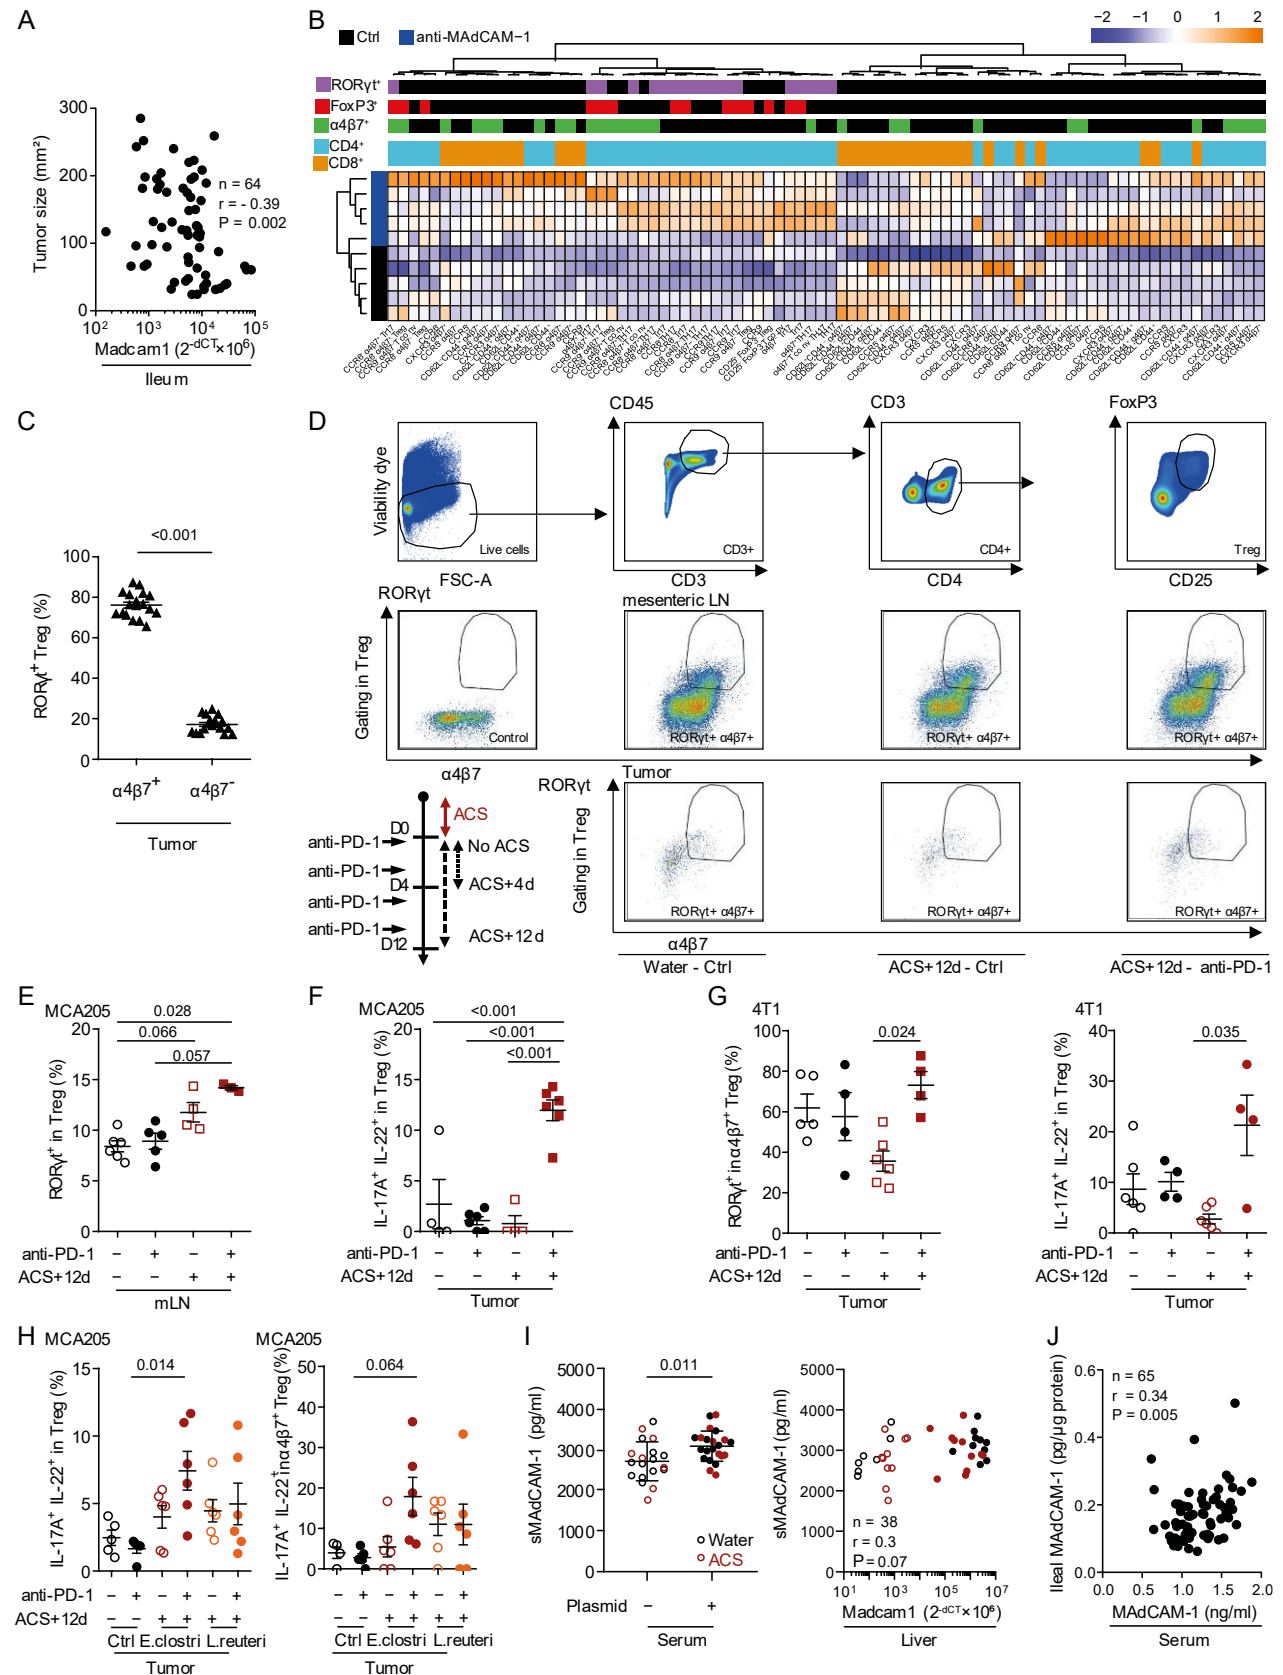 A
Tumor size (mm²)
300
200
100
0
n = 64
r = - 0.39
P = 0.002
10² 10³ 10⁴ 10⁵
Madcam1 (2⁻ᵈᶜᵀ×10⁶)
Ileum
B
Ctrl
anti-MAdCAM−1
−2 −1 0 1 2
RORγt⁺
FoxP3⁺
α4β7⁺
CD4⁺
CD8⁺
C
RORγt⁺ Treg (%)
<0.001
100
80
60
40
20
0
α4β7⁺ α4β7⁻
Tumor
D
Viability dye
Live cells
FSC-A
CD45
CD3+
CD3
CD3
CD4+
CD4
FoxP3
Treg
CD25
RORγt
mesenteric LN
Gating in Treg
Control
RORγt+ α4β7+
RORγt+ α4β7+
RORγt+ α4β7+
α4β7
Tumor
RORγt
Gating in Treg
RORγt+ α4β7+
RORγt+ α4β7+
RORγt+ α4β7+
α4β7
Water - Ctrl
ACS+12d - Ctrl
ACS+12d - anti-PD-1
ACS
D0
anti-PD-1
No ACS
anti-PD-1
D4
ACS+4d
anti-PD-1
anti-PD-1
D12
ACS+12d
E
MCA205
RORγt⁺ in Treg (%)
0.028
0.066
0.057
20
15
10
5
0
anti-PD-1 − + − +
ACS+12d − − + +
mLN
F
MCA205
IL-17A⁺ IL-22⁺ in Treg (%)
<0.001
<0.001
<0.001
20
15
10
5
0
anti-PD-1 − + − +
ACS+12d − − + +
Tumor
G
4T1
RORγt⁺ in α4β7⁺ Treg (%)
0.024
100
80
60
40
20
0
anti-PD-1 − + − +
ACS+12d − − + +
Tumor
4T1
IL-17A⁺ IL-22⁺ in Treg (%)
0.035
40
30
20
10
0
anti-PD-1 − + − +
ACS+12d − − + +
Tumor
H
MCA205
IL-17A⁺ IL-22⁺ in Treg (%)
0.014
15
10
5
0
anti-PD-1 − + − + − +
ACS+12d − − + + + +
Ctrl E.clostri L.reuteri
Tumor
MCA205
IL-17A⁺ IL-22⁺ in α4β7⁺ Treg (%)
0.064
50
40
30
20
10
0
− + − + − +
− − + + + +
Ctrl E.clostri L.reuteri
Tumor
I
sMAdCAM-1 (pg/ml)
0.011
5000
4000
3000
2000
1000
0
Water
ACS
Plasmid − +
Serum
sMAdCAM-1 (pg/ml)
5000
4000
3000
2000
1000
0
n = 38
r = 0.3
P = 0.07
10¹ 10³ 10⁵ 10⁷
Madcam1 (2⁻ᵈᶜᵀ×10⁶)
Liver
J
Ileal MAdCAM-1 (pg/µg protein)
0.6
0.4
0.2
0.0
n = 65
r = 0.34
P = 0.005
0.0 0.5 1.0 1.5 2.0
MAdCAM-1 (ng/ml)
Serum